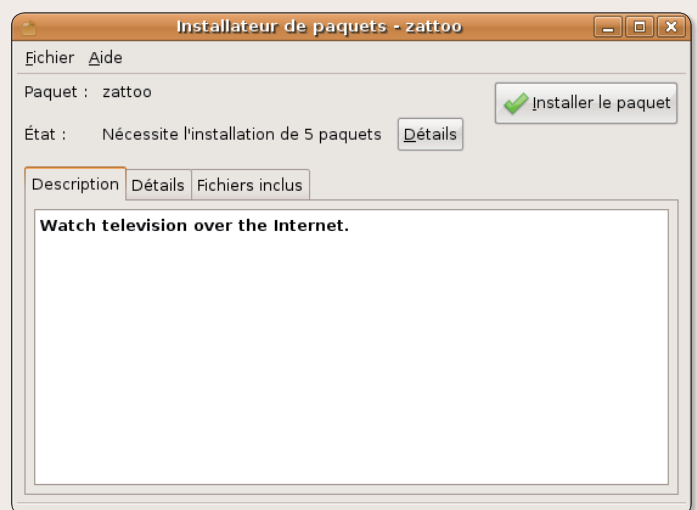 Installateur de paquets - zattoo
Fichier Aide
Paquet : zattoo
Installer le paquet
État : Nécessite l'installation de 5 paquets Détails
Description Détails Fichiers inclus
Watch television over the Internet.